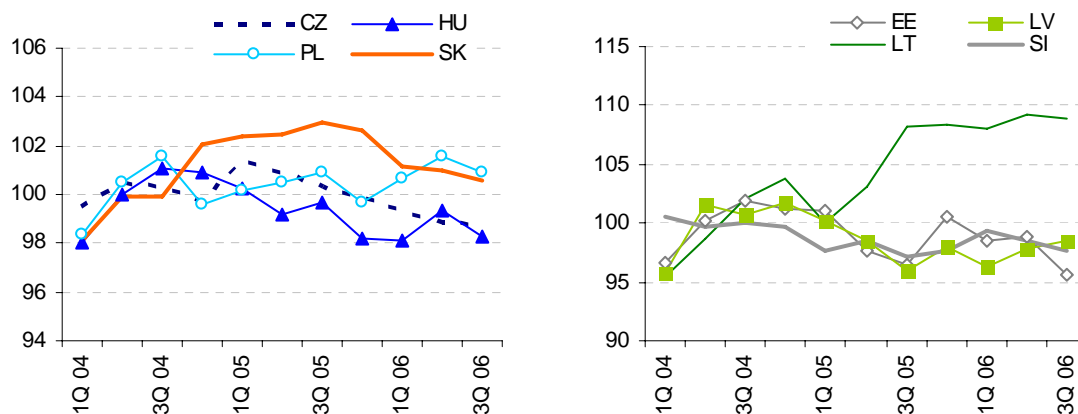 CZ HU
PL SK
106
104
102
100
98
96
94
1Q 04
3Q 04
1Q 05
3Q 05
1Q 06
3Q 06
EE LV
LT SI
115
110
105
100
95
90
1Q 04
3Q 04
1Q 05
3Q 05
1Q 06
3Q 06